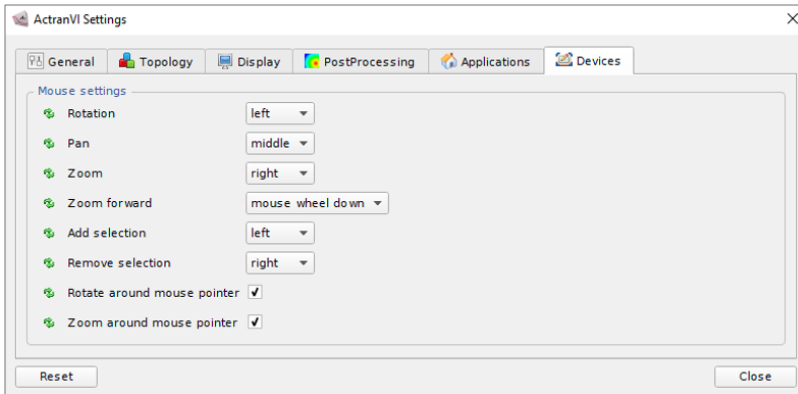 ActranVI Settings
General Topology Display PostProcessing Applications Devices
Mouse settings
Rotation left
Pan middle
Zoom right
Zoom forward mouse wheel down
Add selection left
Remove selection right
Rotate around mouse pointer
Zoom around mouse pointer
Reset Close